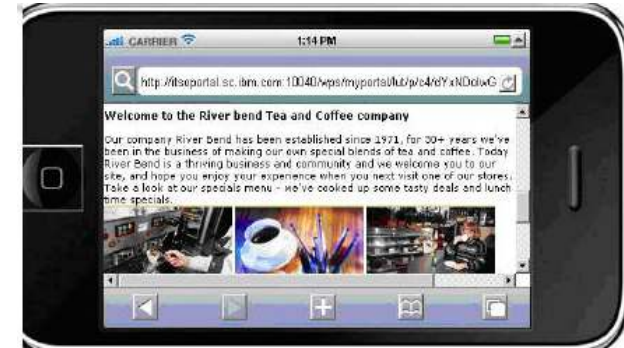 CARRIER 1:14 PM
http://itsoportal.sc.ibm.com:10040/wps/myportal/!ut/p/c4/dYxNDoIwG
Welcome to the River bend Tea and Coffee company
Our company River Bend has been established since 1971, for 30+ years we've
been in the business of making our own special blends of tea and coffee. Today
River Bend is a thriving business and community and we welcome you to our
site, and hope you enjoy your experience when you next visit one of our stores.
Take a look at our specials menu - we've cooked up some tasty deals and lunch
time specials.